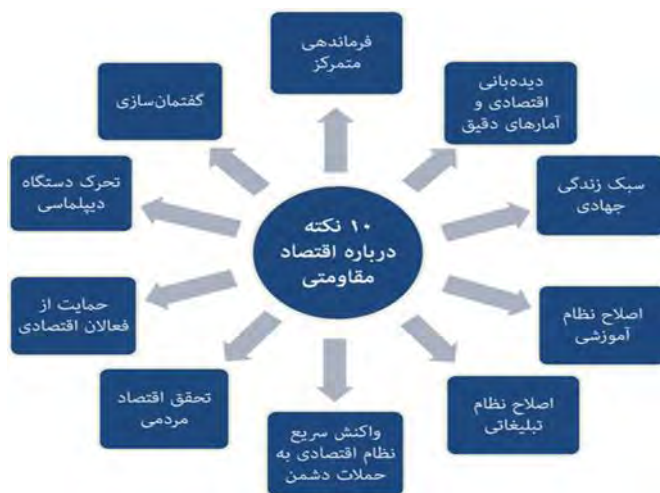 ۱۰ نکته
درباره اقتصاد
مقاومتی
فرماندهی
متمرکز
دیده‌بانی
اقتصادی و
آمارهای دقیق
سبک زندگی
جهادی
اصلاح نظام
آموزشی
اصلاح نظام
تبلیغاتی
واکنش سریع
نظام اقتصادی به
حملات دشمن
تحقق اقتصاد
مردمی
حمایت از
فعالان اقتصادی
تحرک دستگاه
دیپلماسی
گفتمان‌سازی